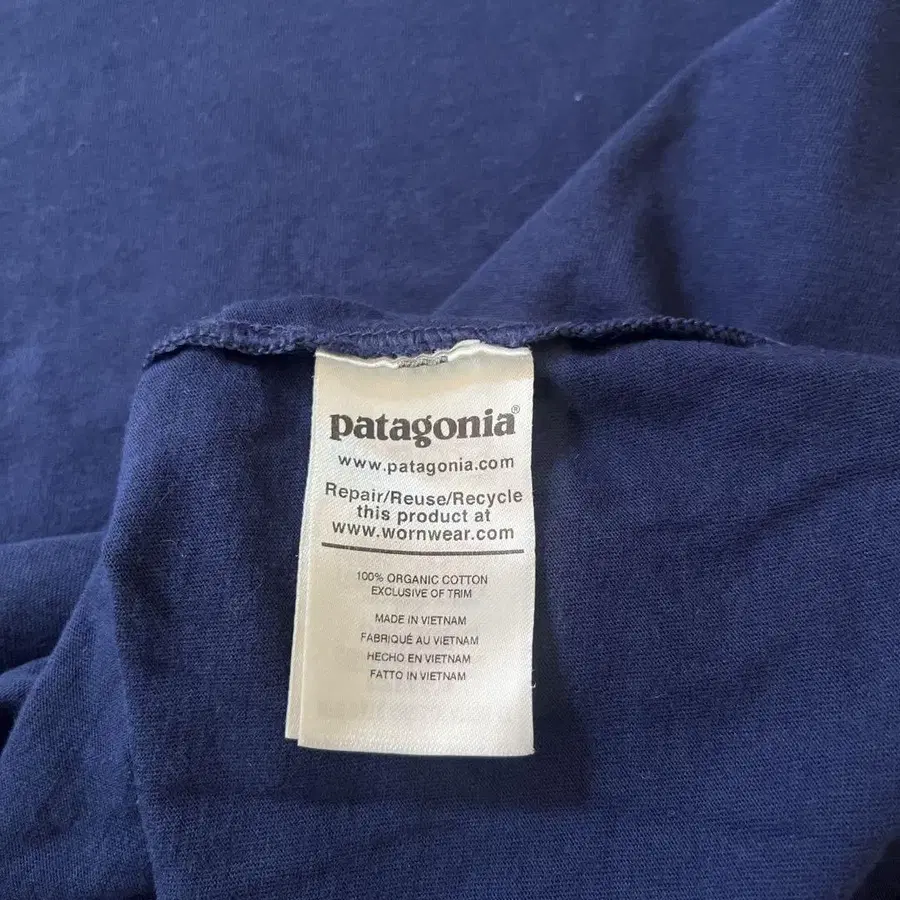 patagonia®
www.patagonia.com
Repair/Reuse/Recycle
this product at
www.wornwear.com
100% ORGANIC COTTON
EXCLUSIVE OF TRIM
MADE IN VIETNAM
FABRIQUÉ AU VIETNAM
HECHO EN VIETNAM
FATTO IN VIETNAM